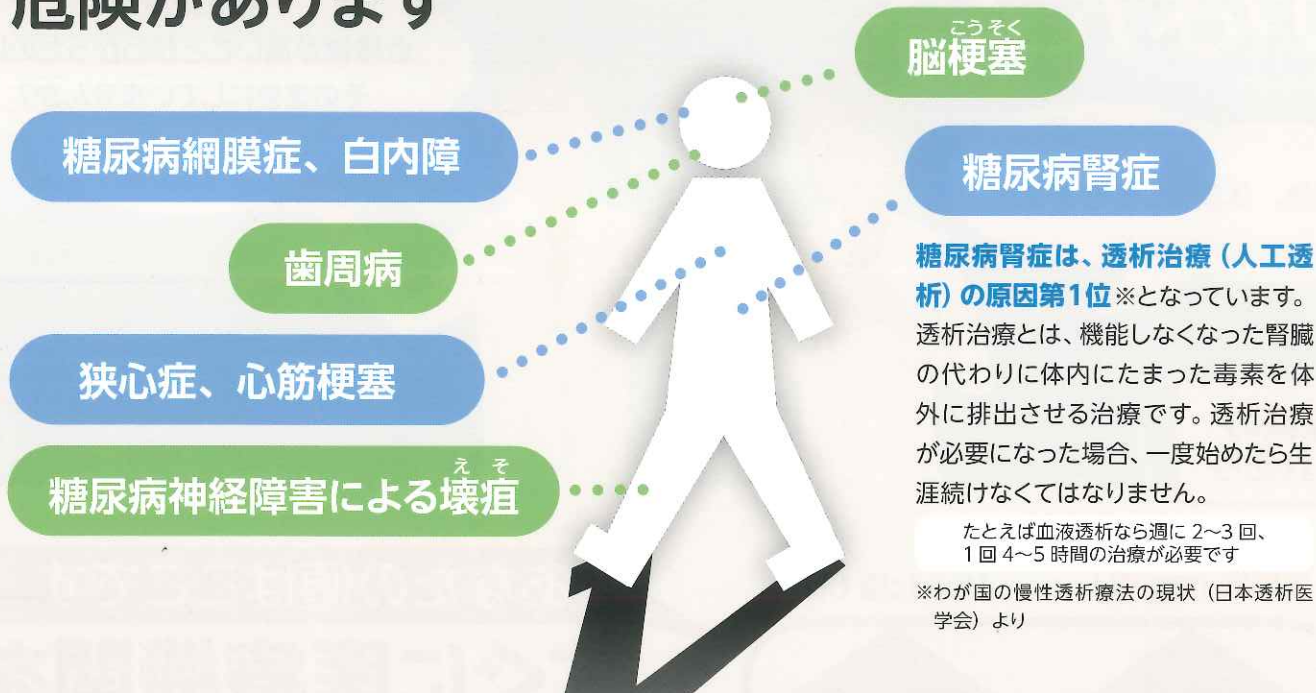 危険があります
こうそく
脳梗塞
糖尿病網膜症、白内障
糖尿病腎症
歯周病
狭心症、心筋梗塞
えそ
糖尿病神経障害による壊疽
糖尿病腎症は、透析治療（人工透
析）の原因第1位※となっています。
透析治療とは、機能しなくなった腎臓
の代わりに体内にたまった毒素を体
外に排出させる治療です。透析治療
が必要になった場合、一度始めたら生
涯続けなくてはなりません。
たとえば血液透析なら週に2〜3回、
1回4〜5時間の治療が必要です
※わが国の慢性透析療法の現状（日本透析医
学会）より